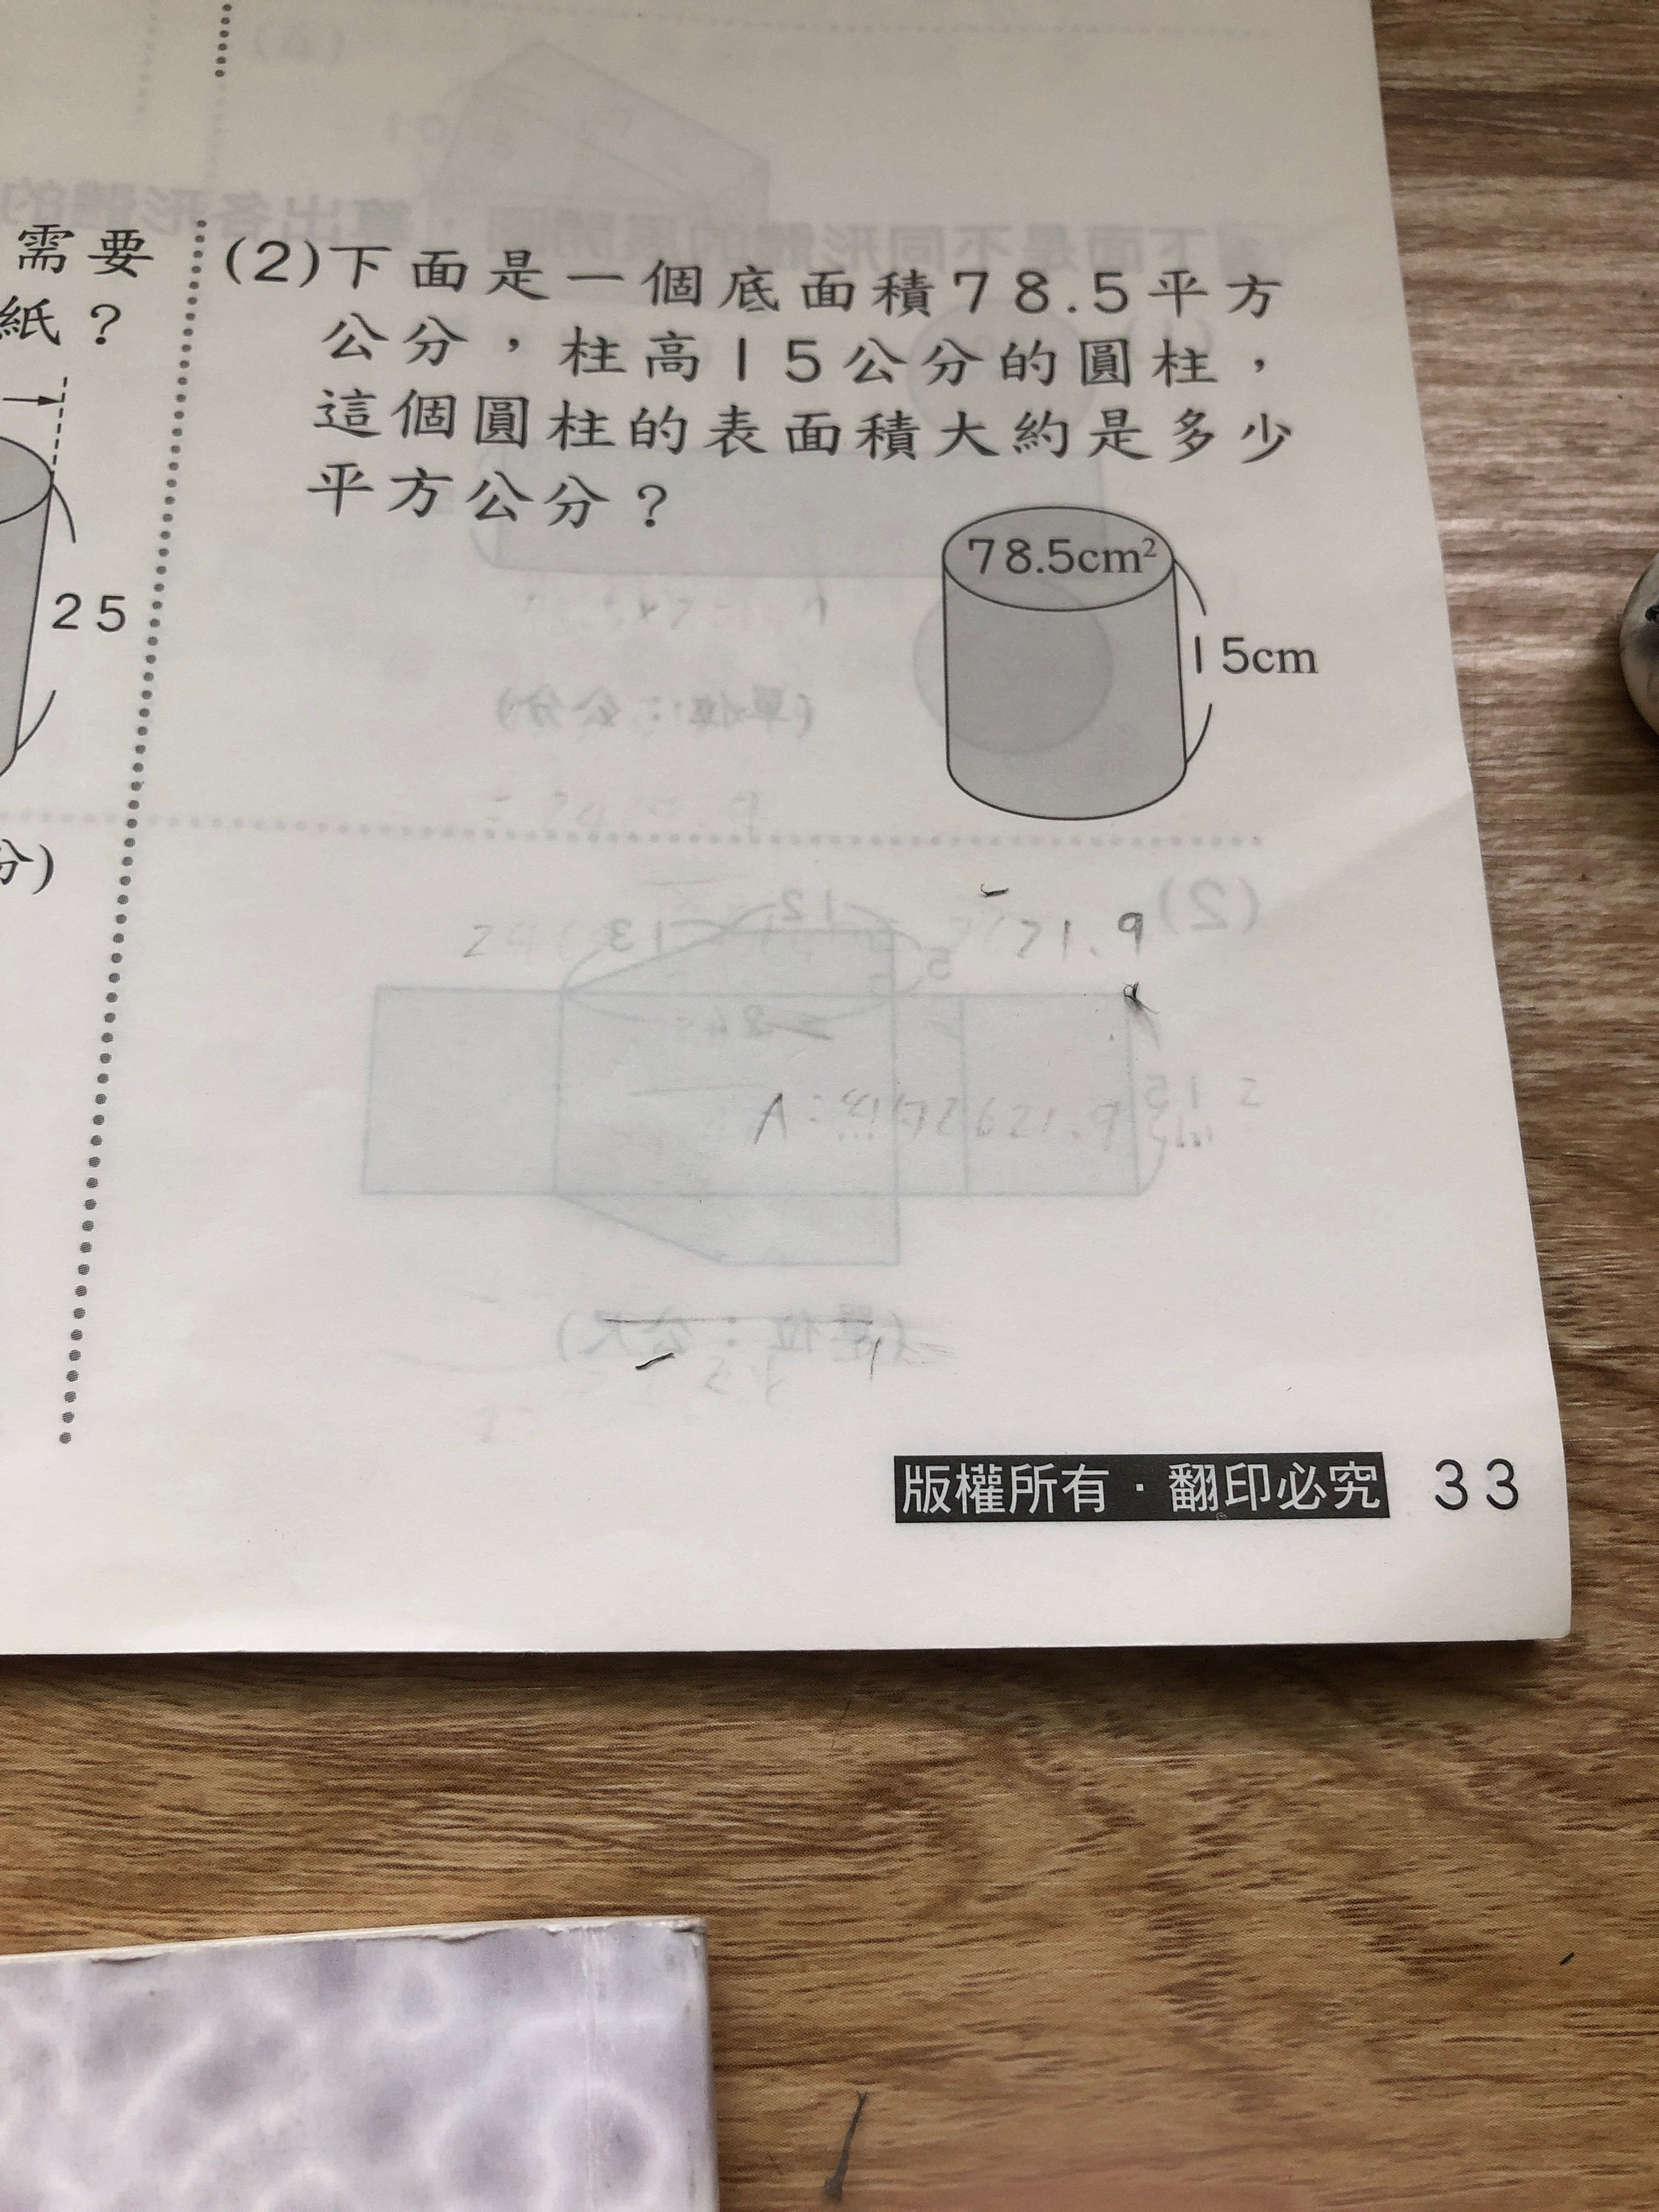 需要
紙？
25
分)
(2)下面是一個底面積78.5平方
公分，柱高15公分的圓柱，
這個圓柱的表面積大約是多少
平方公分？
78.5cm²
15cm
71.9
版權所有．翻印必究 33